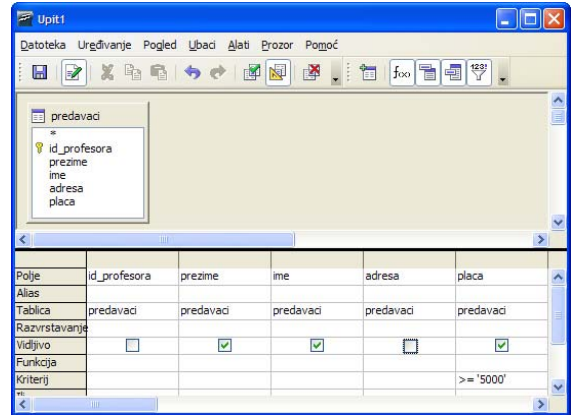 Upit1
Datoteka Uređivanje Pogled Ubaci Alati Prozor Pomoć
predavaci
*
id_profesora
prezime
ime
adresa
placa
Polje id_profesora prezime ime adresa placa
Alias
Tablica predavaci predavaci predavaci predavaci predavaci
Razvrstavanje
Vidljivo
Funkcija
Kriterij >= '5000'